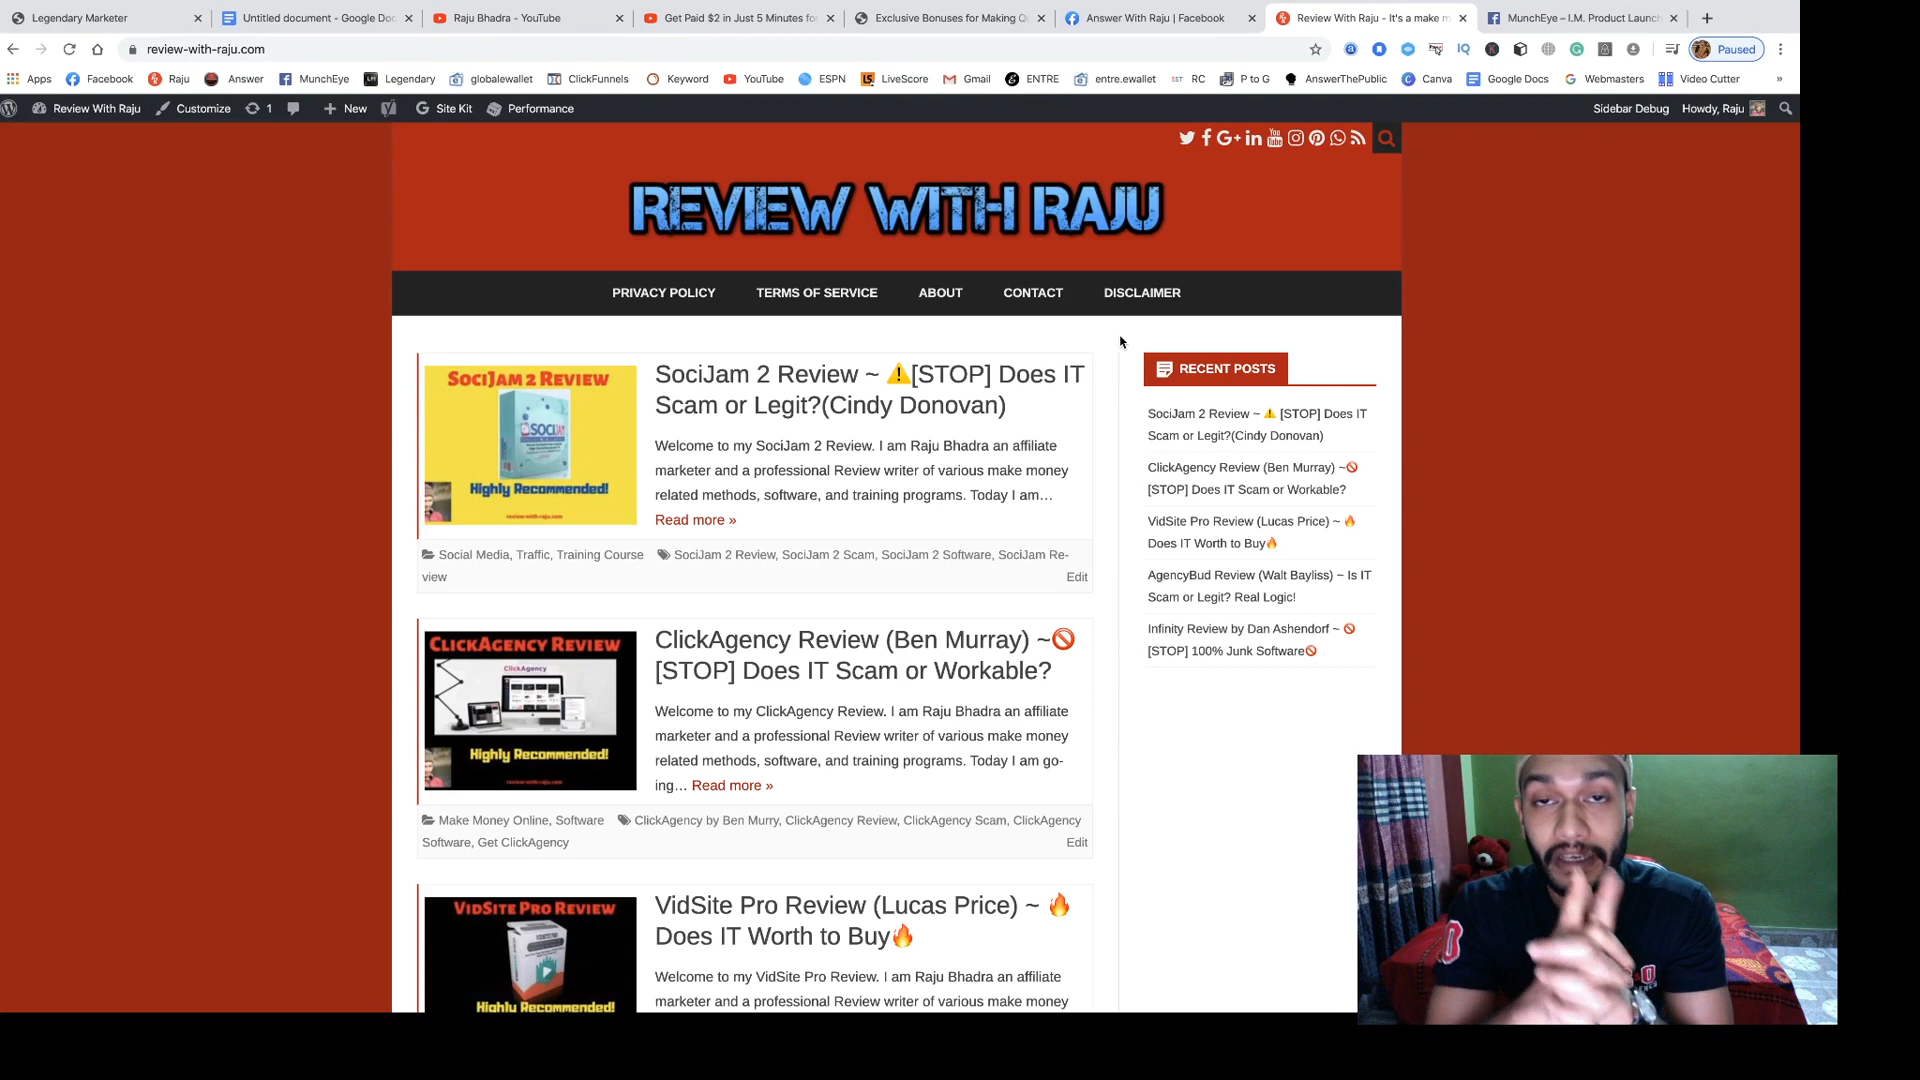 Legendary Marketer
Untitled document - Google Doc
Raju Bhadra - YouTube
Get Paid $2 in Just 5 Minutes fo
Exclusive Bonuses for Making Q
Answer With Raju | Facebook
Review With Raju - It's a make m
MunchEye – I.M. Product Launch
review-with-raju.com
Paused
Apps Facebook Raju Answer MunchEye Legendary globalewallet ClickFunnels Keyword YouTube ESPN LiveScore Gmail ENTRE entre.ewallet RC P to G AnswerThePublic Canva Google Docs Webmasters Video Cutter »
Review With Raju Customize 1 + New Site Kit Performance Sidebar Debug Howdy, Raju
REVIEW WITH RAJU
PRIVACY POLICY TERMS OF SERVICE ABOUT CONTACT DISCLAIMER
SociJam 2 Review
SOCIJAM
Highly Recommended!
review-with-raju.com
SociJam 2 Review ~ ⚠️[STOP] Does IT
Scam or Legit?(Cindy Donovan)
Welcome to my SociJam 2 Review. I am Raju Bhadra an affiliate
marketer and a professional Review writer of various make money
related methods, software, and training programs. Today I am…
Read more »
Social Media, Traffic, Training Course SociJam 2 Review, SociJam 2 Scam, SociJam 2 Software, SociJam Re-
view
Edit
ClickAgency Review
ClickAgency
Highly Recommended!
review-with-raju.com
ClickAgency Review (Ben Murray) ~🚫
[STOP] Does IT Scam or Workable?
Welcome to my ClickAgency Review. I am Raju Bhadra an affiliate
marketer and a professional Review writer of various make money
related methods, software, and training programs. Today I am go-
ing… Read more »
Make Money Online, Software ClickAgency by Ben Murry, ClickAgency Review, ClickAgency Scam, ClickAgency
Software, Get ClickAgency
Edit
VidSite Pro Review
Highly Recommended!
VidSite Pro Review (Lucas Price) ~ 🔥
Does IT Worth to Buy🔥
Welcome to my VidSite Pro Review. I am Raju Bhadra an affiliate
marketer and a professional Review writer of various make money
RECENT POSTS
SociJam 2 Review ~ ⚠️ [STOP] Does IT
Scam or Legit?(Cindy Donovan)
ClickAgency Review (Ben Murray) ~🚫
[STOP] Does IT Scam or Workable?
VidSite Pro Review (Lucas Price) ~ 🔥
Does IT Worth to Buy🔥
AgencyBud Review (Walt Bayliss) ~ Is IT
Scam or Legit? Real Logic!
Infinity Review by Dan Ashendorf ~ 🚫
[STOP] 100% Junk Software🚫